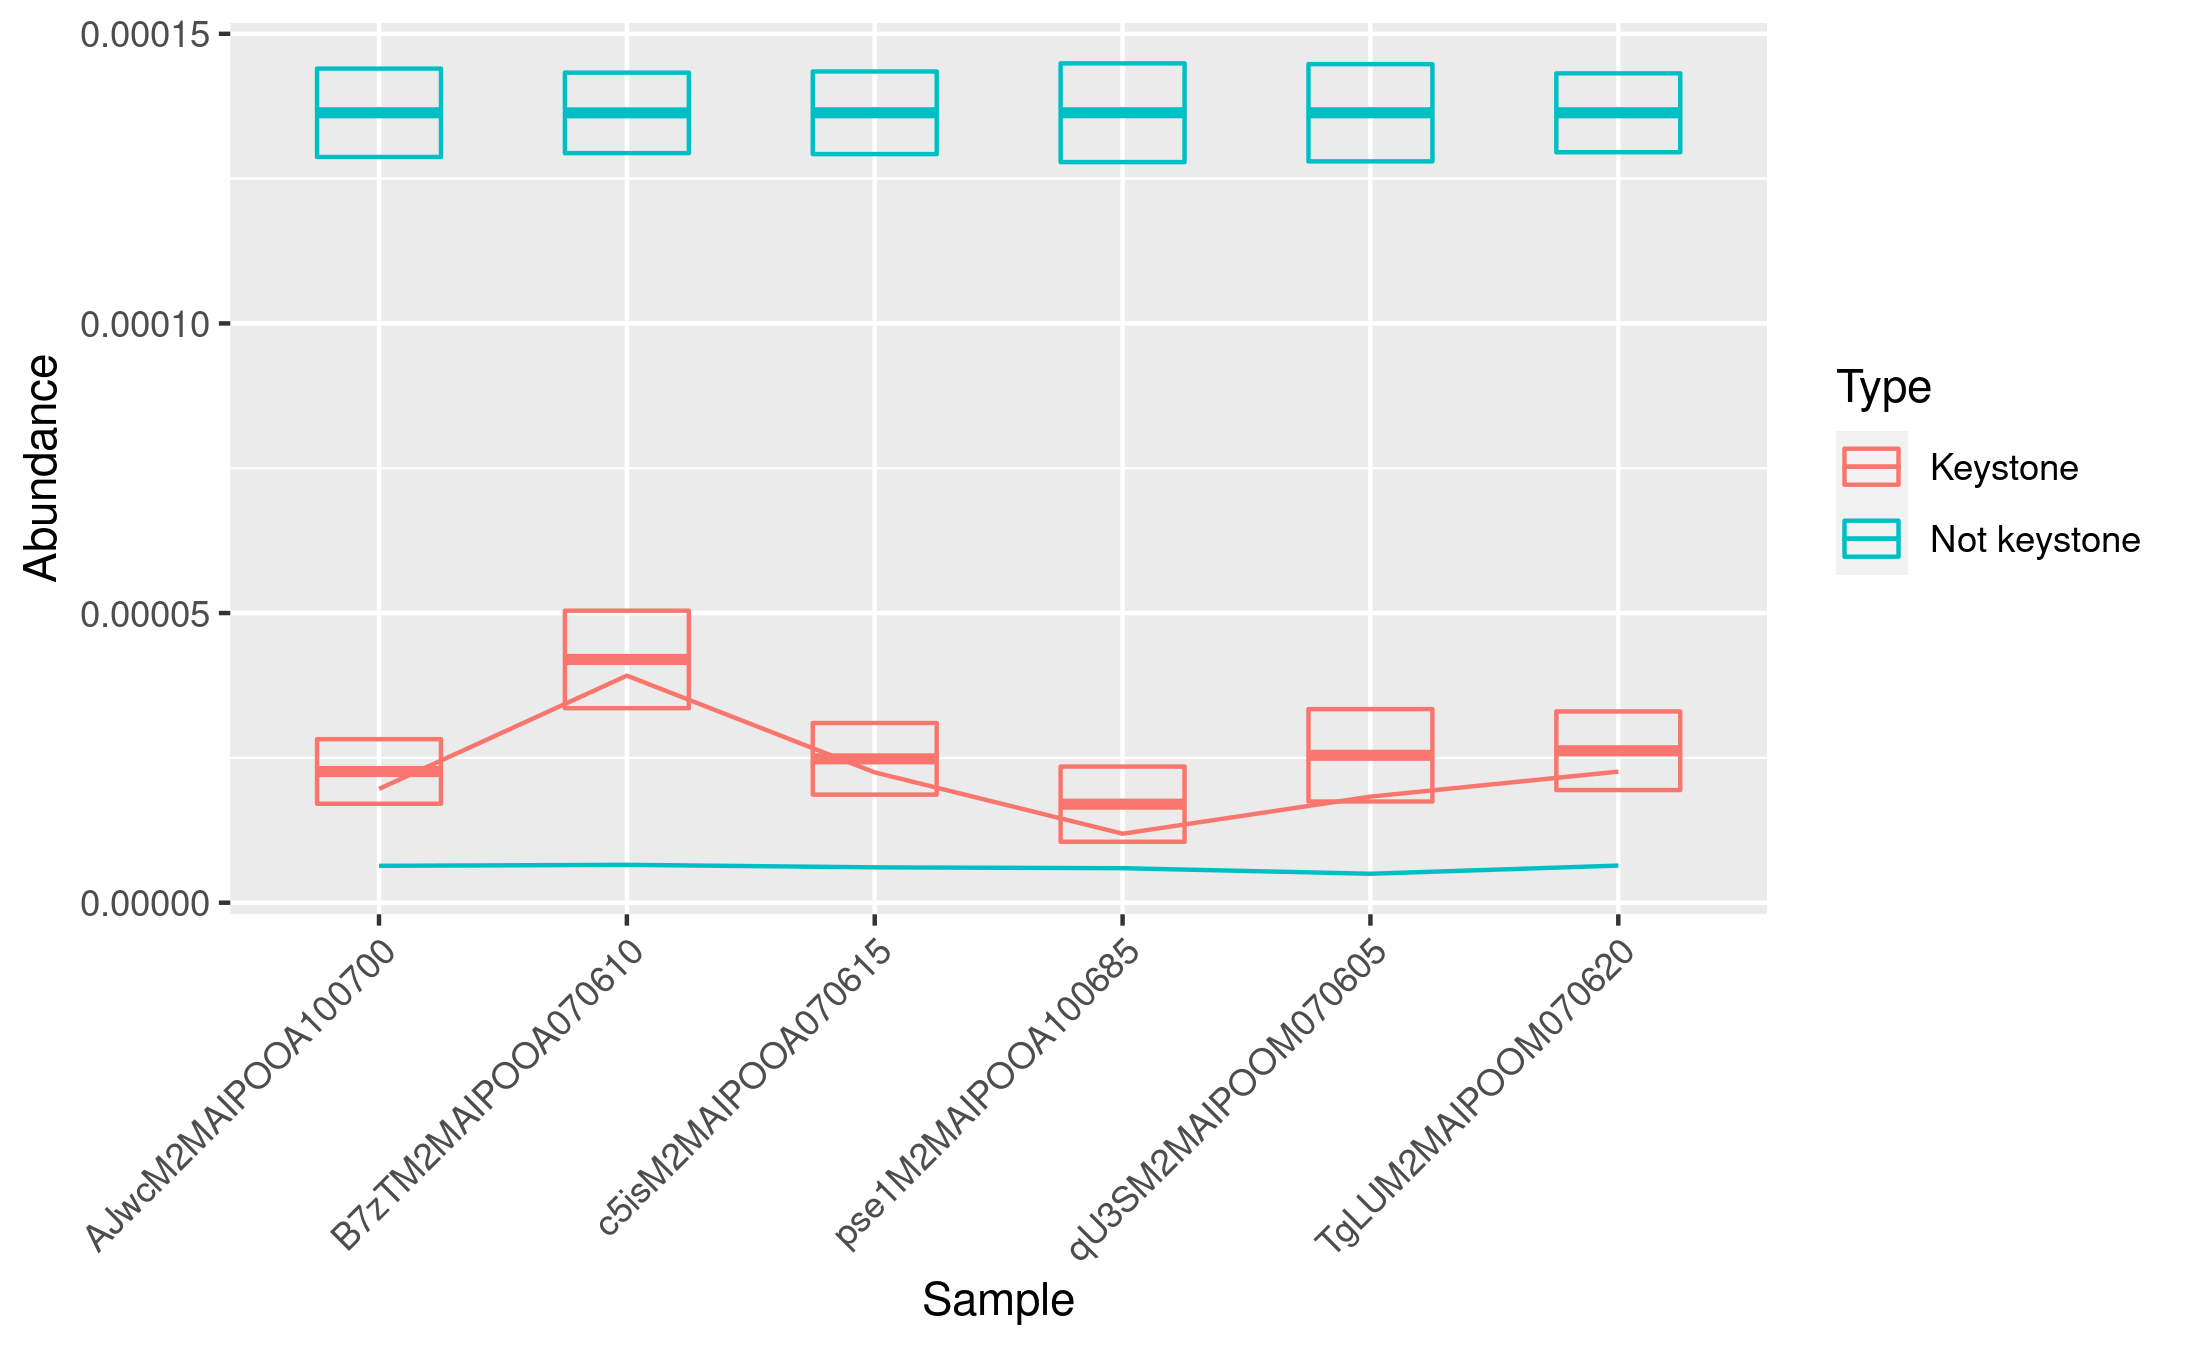 0.00015
0.00010
0.00005
0.00000
Abundance
AJwcM2MAIPOOA100700
B7zTM2MAIPOOA070610
c5isM2MAIPOOA070615
pse1M2MAIPOOA100685
qU3SM2MAIPOOM070605
TgLUM2MAIPOOM070620
Sample
Type
Keystone
Not keystone